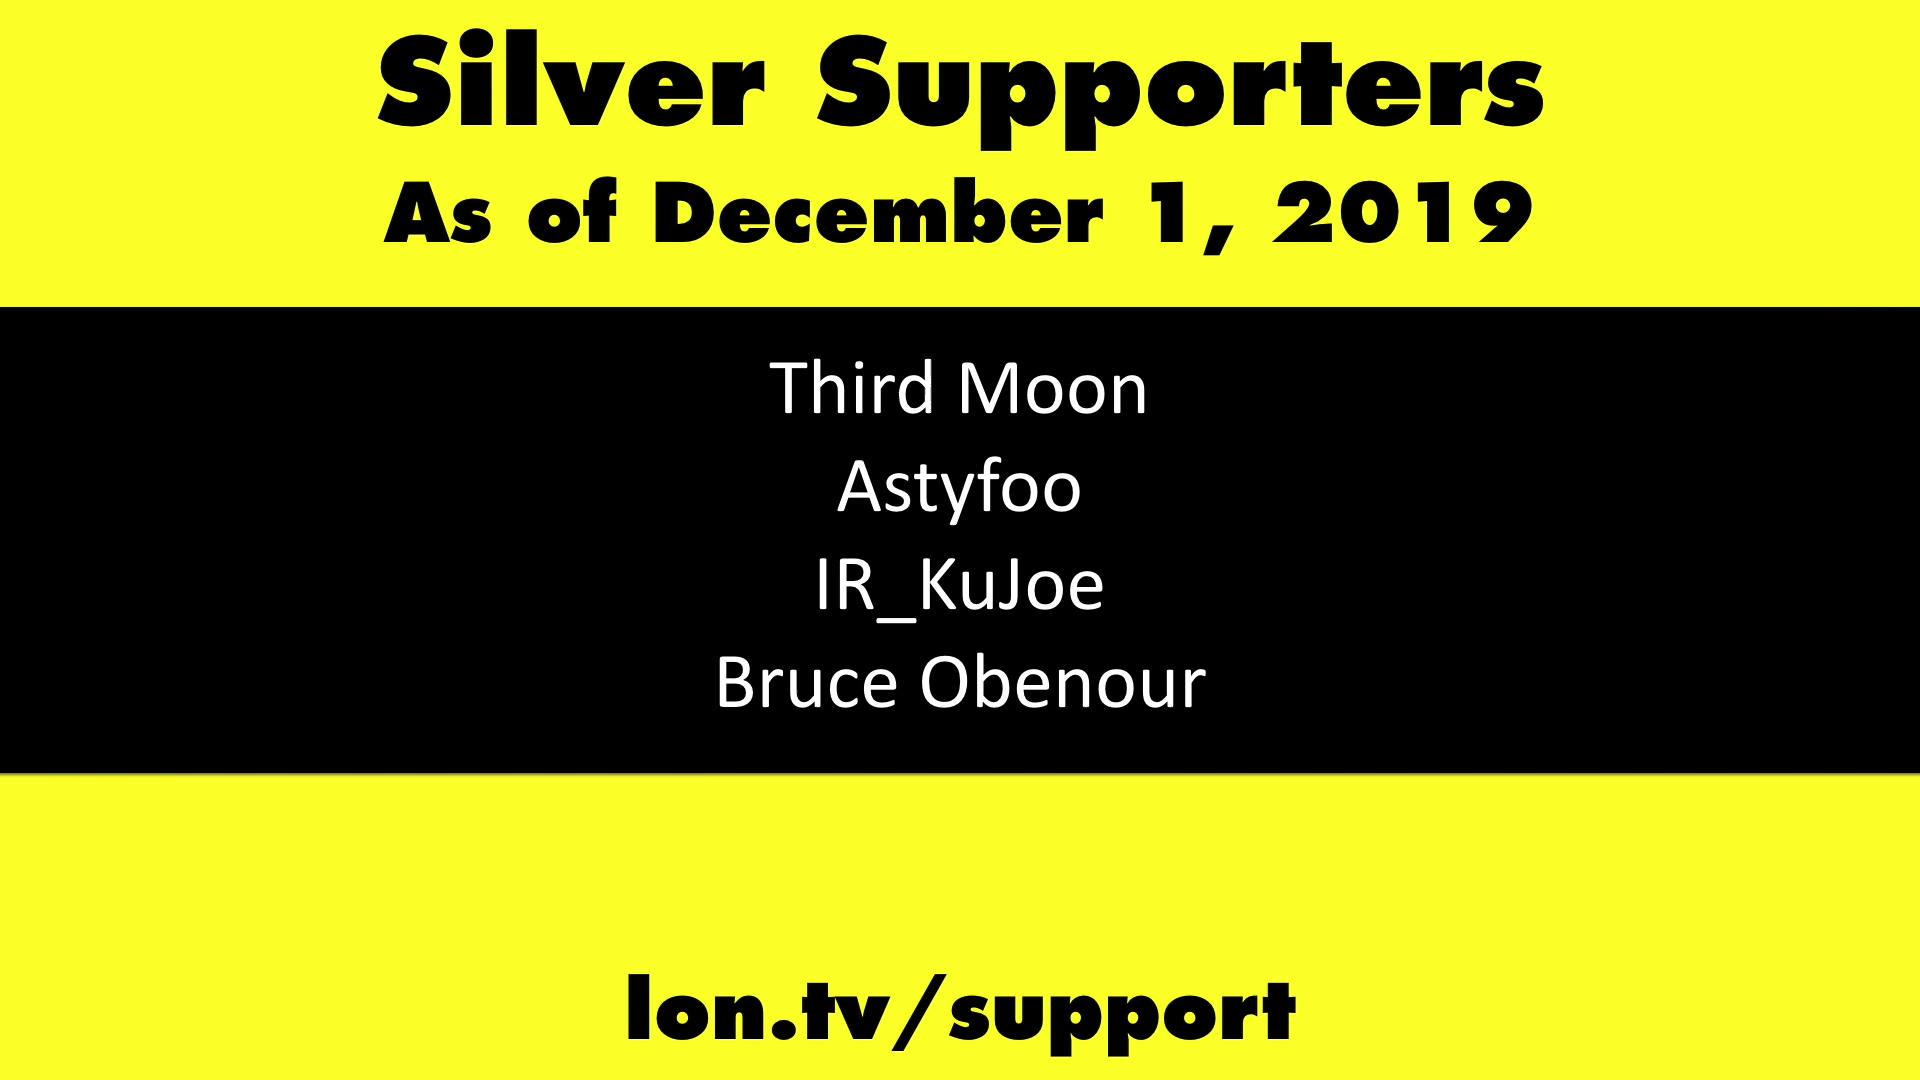 Silver Supporters
As of December 1, 2019
Third Moon
Astyfoo
IR_KuJoe
Bruce Obenour
lon.tv/support